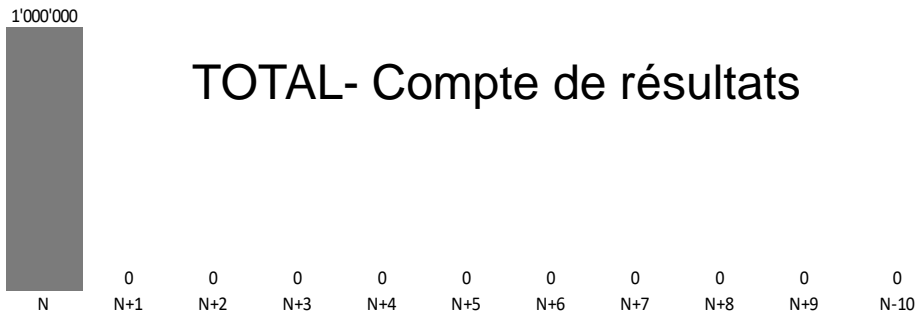 1'000'000
TOTAL- Compte de résultats
0 0 0 0 0 0 0 0 0 0
N N+1 N+2 N+3 N+4 N+5 N+6 N+7 N+8 N+9 N-10